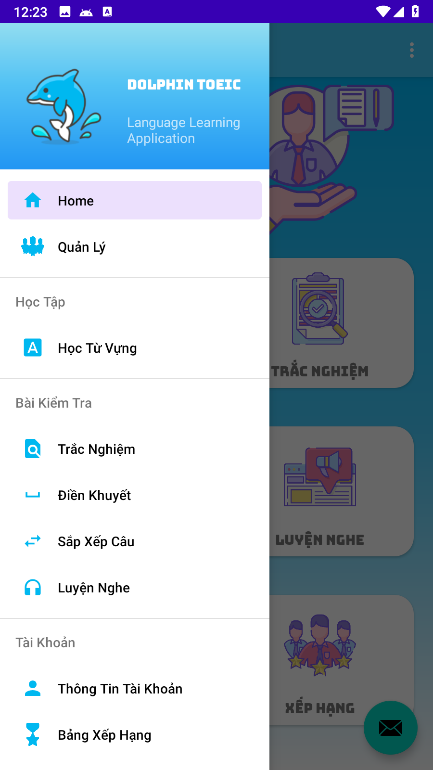 12:23
DOLPHIN TOEIC
Language Learning
Application
Home
Quản Lý
Học Tập
A
Học Từ Vựng
Bài Kiểm Tra
Trắc Nghiệm
Điền Khuyết
Sắp Xếp Câu
Luyện Nghe
Tài Khoản
Thông Tin Tài Khoản
Bảng Xếp Hạng
TRẮC NGHIỆM
LUYỆN NGHE
XẾP HẠNG